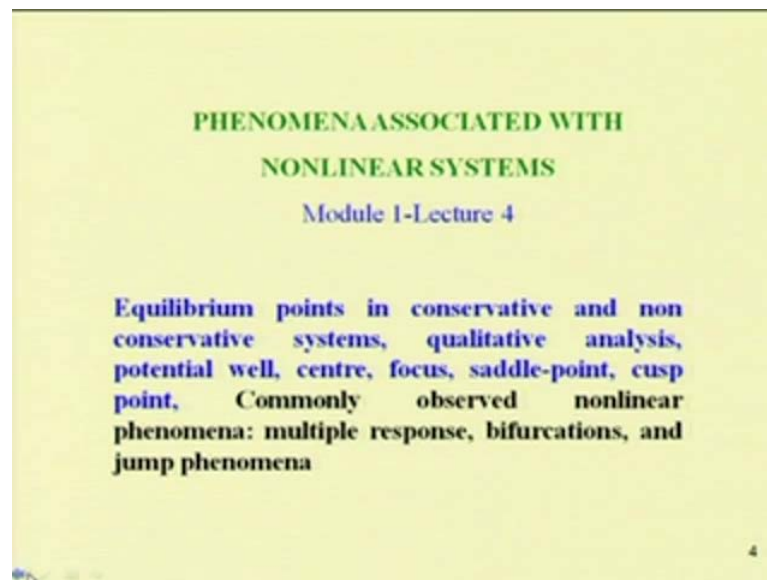 PHENOMENA ASSOCIATED WITH
NONLINEAR SYSTEMS
Module 1-Lecture 4
Equilibrium points in conservative and non
conservative systems, qualitative analysis,
potential well, centre, focus, saddle-point, cusp
point, Commonly observed nonlinear
phenomena: multiple response, bifurcations, and
jump phenomena
4